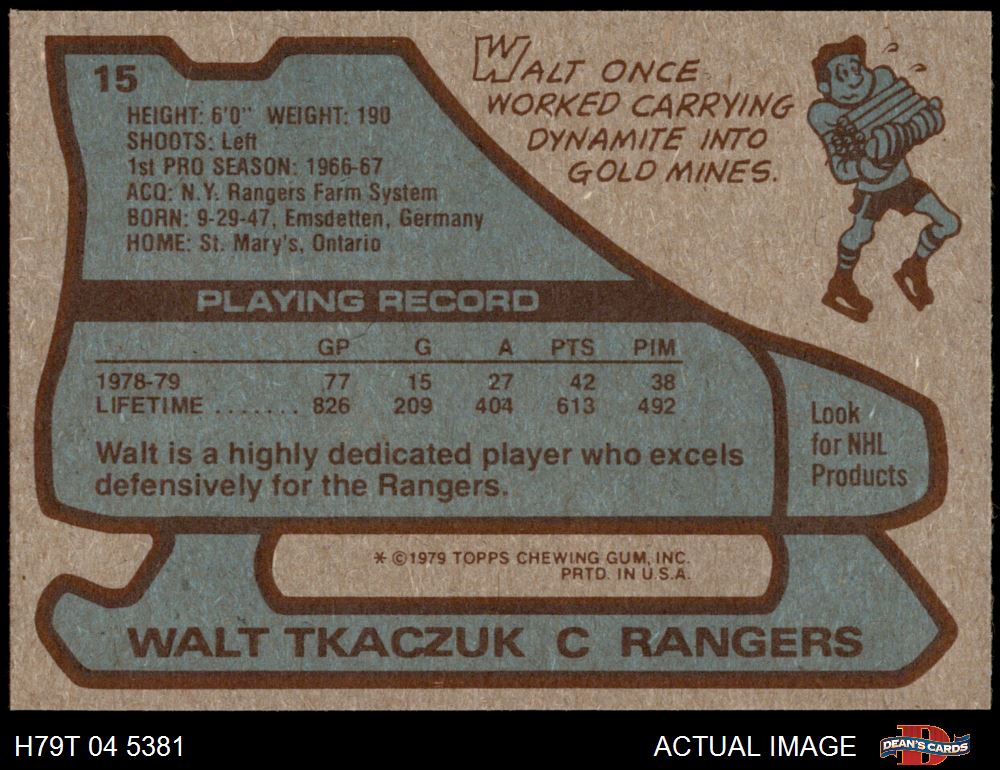 15
HEIGHT: 6'0" WEIGHT: 190
SHOOTS: Left
1st PRO SEASON: 1966-67
ACQ: N.Y. Rangers Farm System
BORN: 9-29-47, Emsdetten, Germany
HOME: St. Mary's, Ontario
WALT ONCE
WORKED CARRYING
DYNAMITE INTO
GOLD MINES.
PLAYING RECORD
GP G A PTS PIM
1978-79 77 15 27 42 38
LIFETIME ....... 826 209 404 613 492
Walt is a highly dedicated player who excels
defensively for the Rangers.
Look
for NHL
Products
* ©1979 TOPPS CHEWING GUM, INC.
PRTD. IN U.S.A.
WALT TKACZUK C RANGERS
H79T 04 5381
ACTUAL IMAGE
D
DEAN'S CARDS